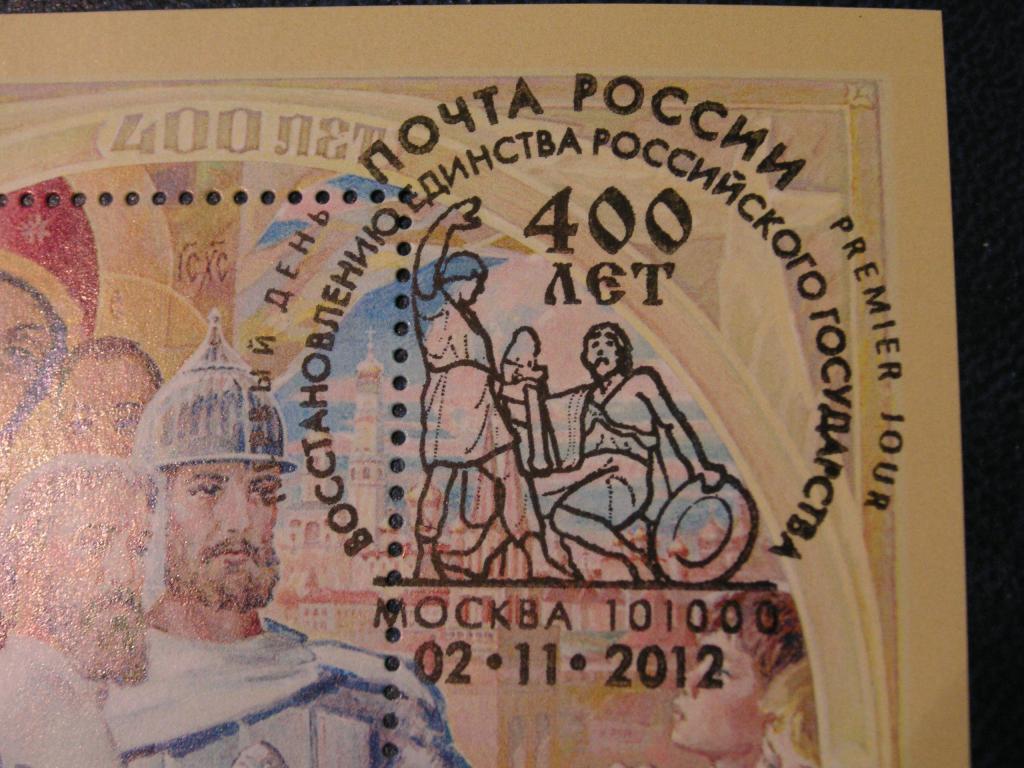 400 ЛЕТ
ПОЧТА РОССИИ
ВОССТАНОВЛЕНИЮ ЕДИНСТВА РОССИЙСКОГО ГОСУДАРСТВА
ПЕРВЫЙ ДЕНЬ
PREMIER JOUR
400
ЛЕТ
IC XC
МОСКВА 101000
02•11•2012